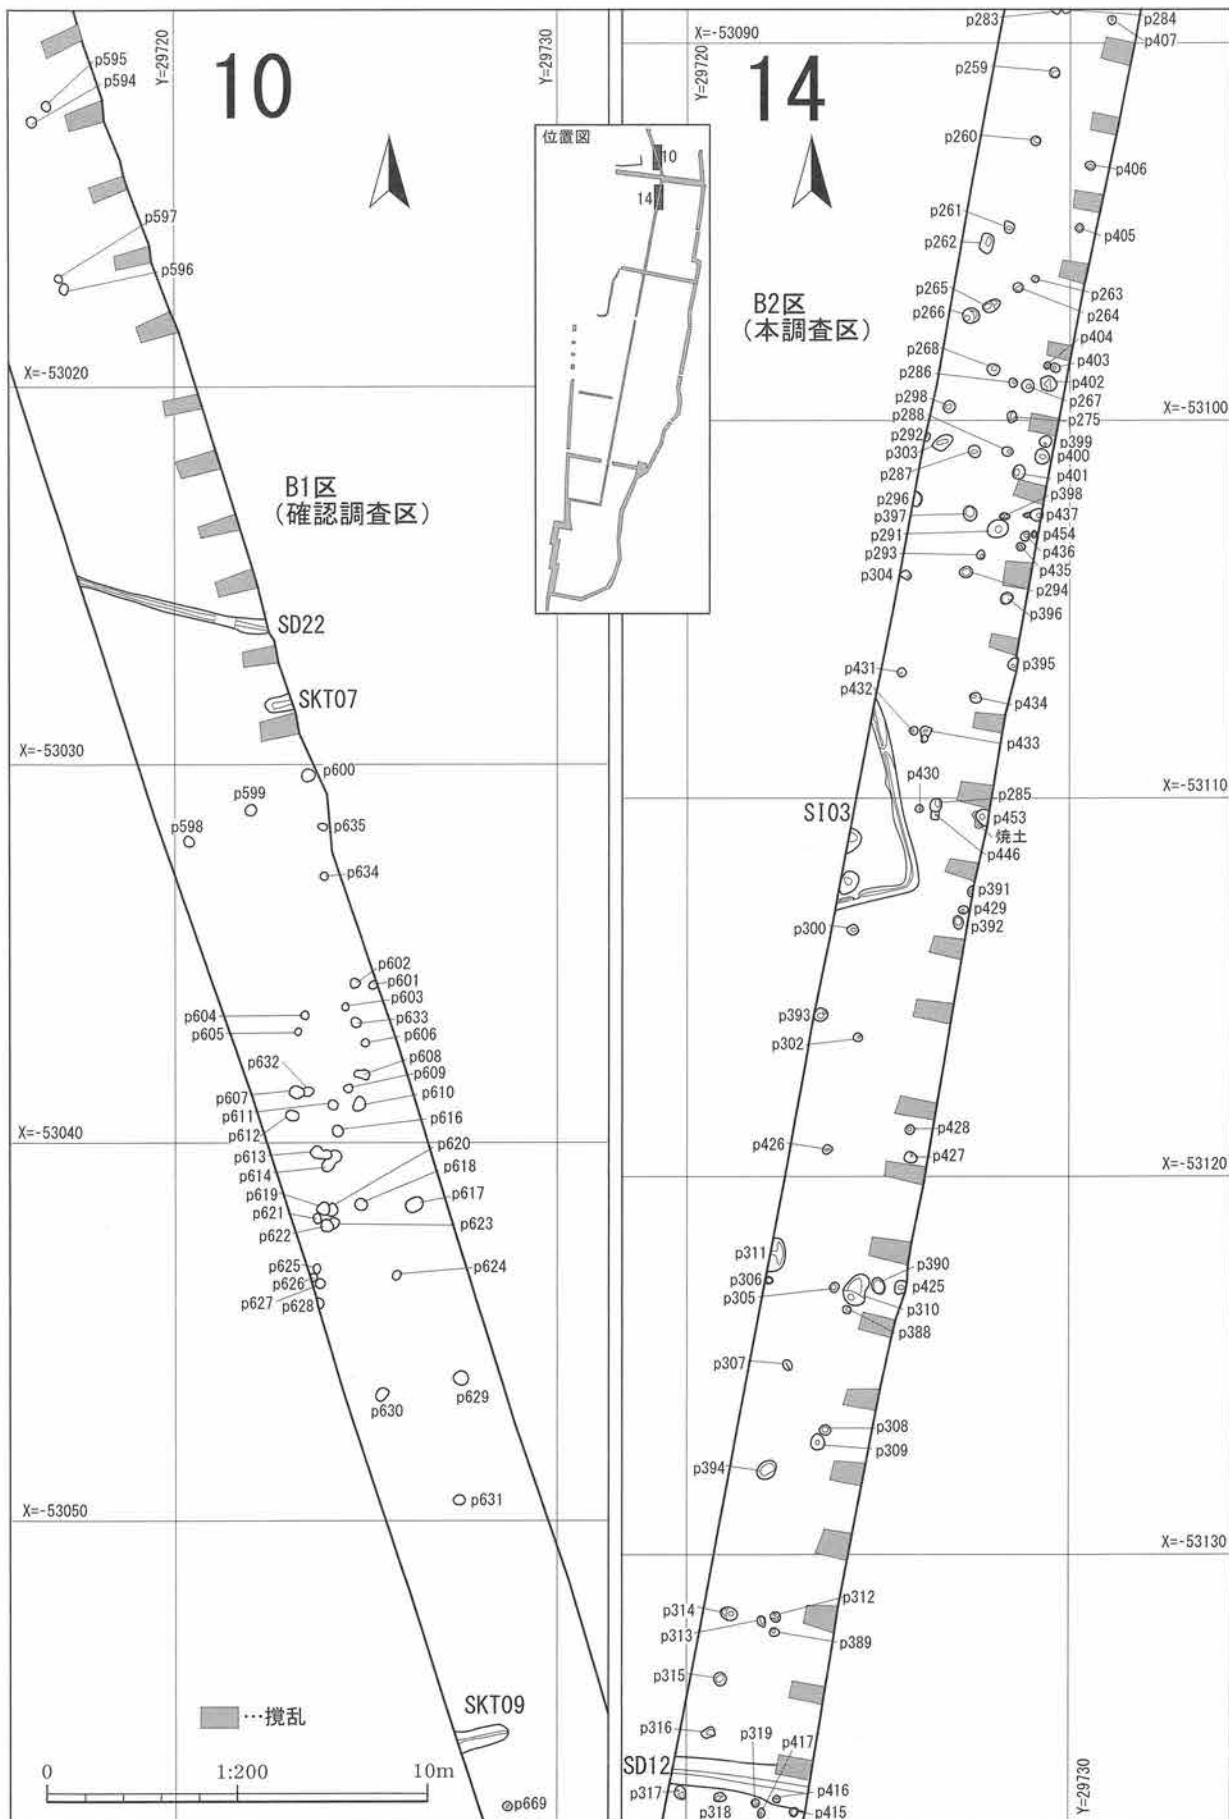 10
Y=29720
Y=29730
p595
p594
p597
p596
X=-53020
B1区
(確認調査区)
SD22
SKT07
X=-53030
p600
p599
p598
p635
p634
p602
p601
p603
p604
p633
p605
p606
p632
p608
p609
p607
p610
p611
p612
p616
X=-53040
p613
p620
p614
p618
p619
p617
p621
p623
p622
p625
p624
p626
p627
p628
p629
p630
p631
X=-53050
SKT09
…撹乱
0
1:200
10m
p669
位置図
10
14
14
X=-53090
Y=29720
p283
p284
p407
p259
p260
p406
p261
p262
p405
p265
p263
p266
p264
B2区
(本調査区)
p404
p268
p403
p286
p402
p298
p267
p288
p275
X=-53100
p292
p399
p303
p400
p287
p401
p296
p398
p397
p437
p291
p454
p293
p436
p304
p435
p294
p396
p431
p395
p432
p434
p433
p430
p285
X=-53110
SI03
p453
焼土
p446
p391
p429
p300
p392
p393
p302
p428
p426
p427
X=-53120
p311
p390
p306
p425
p305
p310
p388
p307
p308
p309
p394
X=-53130
p314
p312
p313
p389
p315
p316
p319
p417
SD12
p416
p317
p318
p415
Y=29730